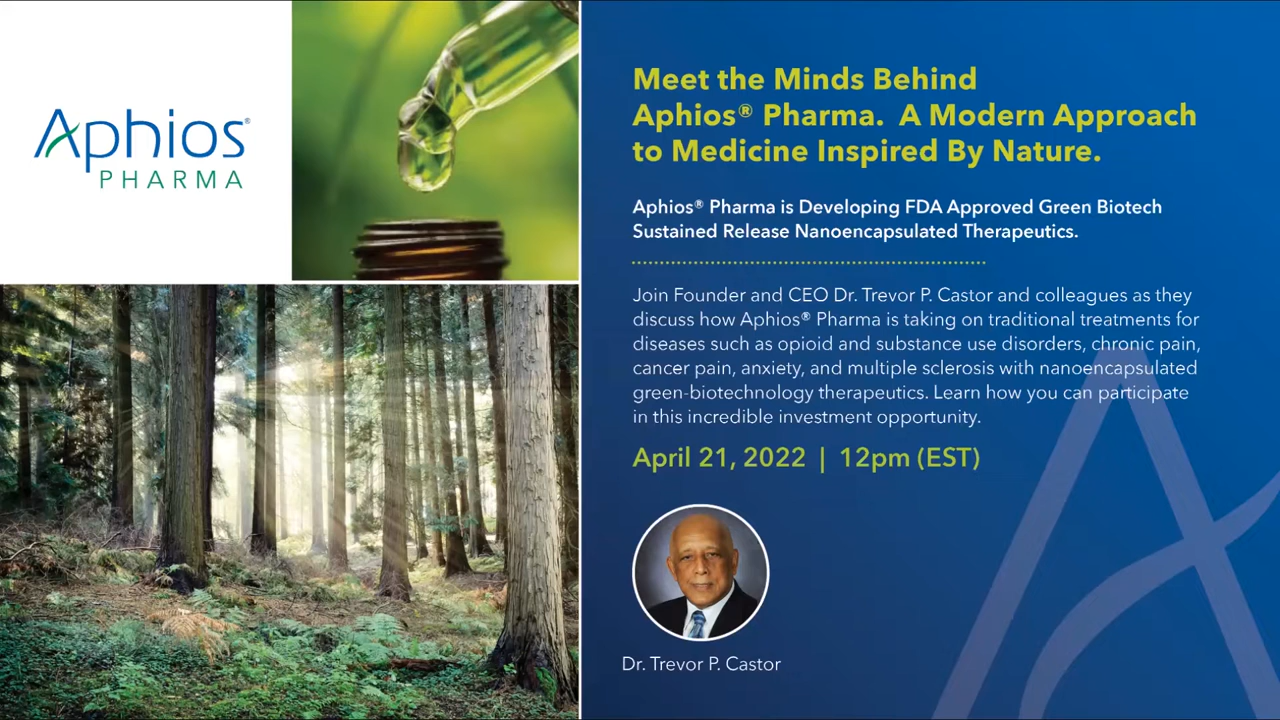 Aphios®
PHARMA
Meet the Minds Behind
Aphios® Pharma. A Modern Approach
to Medicine Inspired By Nature.
Aphios® Pharma is Developing FDA Approved Green Biotech
Sustained Release Nanoencapsulated Therapeutics.
Join Founder and CEO Dr. Trevor P. Castor and colleagues as they
discuss how Aphios® Pharma is taking on traditional treatments for
diseases such as opioid and substance use disorders, chronic pain,
cancer pain, anxiety, and multiple sclerosis with nanoencapsulated
green-biotechnology therapeutics. Learn how you can participate
in this incredible investment opportunity.
April 21, 2022 | 12pm (EST)
Dr. Trevor P. Castor